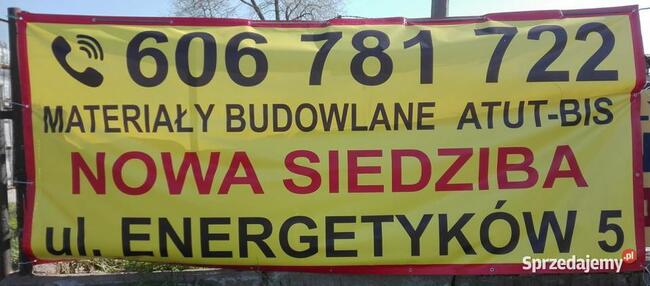 606 781 722
MATERIAŁY BUDOWLANE ATUT-BIS
NOWA SIEDZIBA
ul. ENERGETYKÓW 5
Sprzedajemy.pl